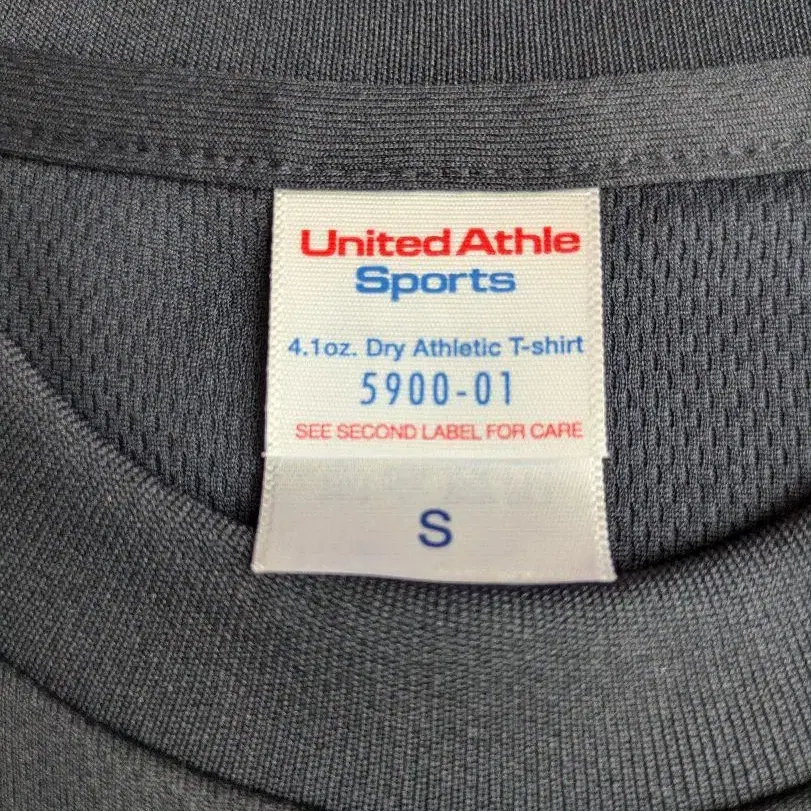 United Athle
Sports
4.1oz. Dry Athletic T-shirt
5900-01
SEE SECOND LABEL FOR CARE
S